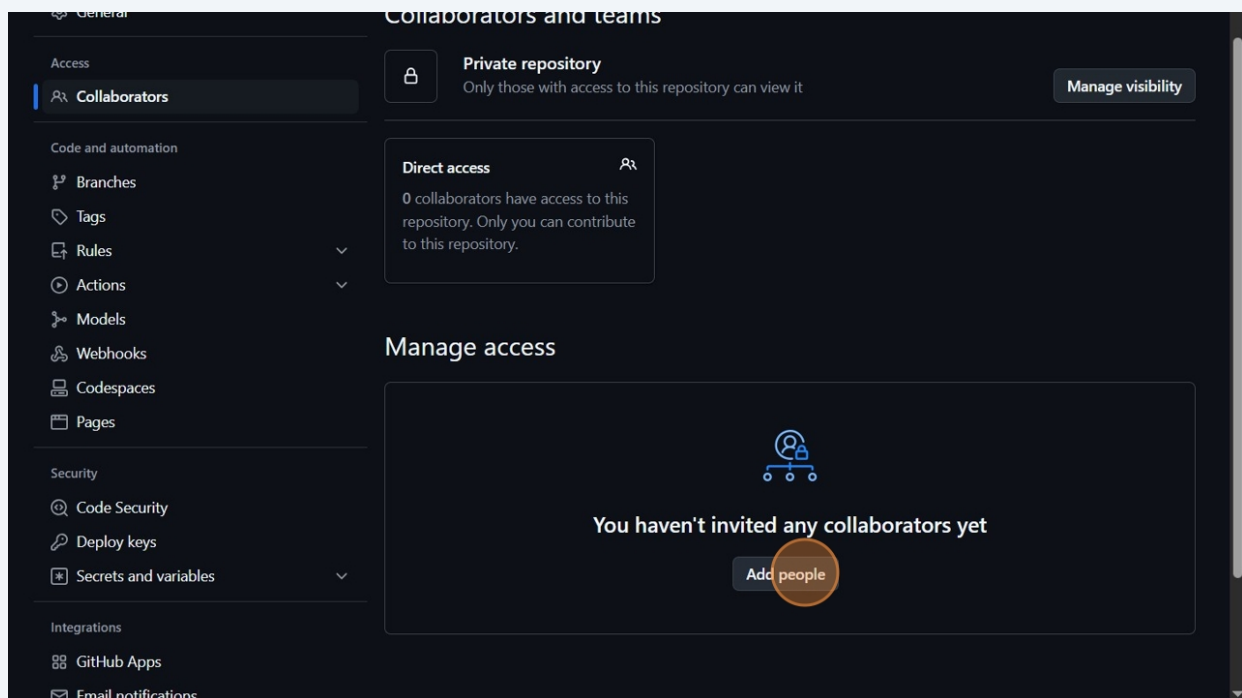 General
Access
Collaborators
Code and automation
Branches
Tags
Rules
Actions
Models
Webhooks
Codespaces
Pages
Security
Code Security
Deploy keys
Secrets and variables
Integrations
GitHub Apps
Email notifications
Collaborators and teams
Private repository
Only those with access to this repository can view it
Manage visibility
Direct access
0 collaborators have access to this
repository. Only you can contribute
to this repository.
Manage access
You haven't invited any collaborators yet
Add people